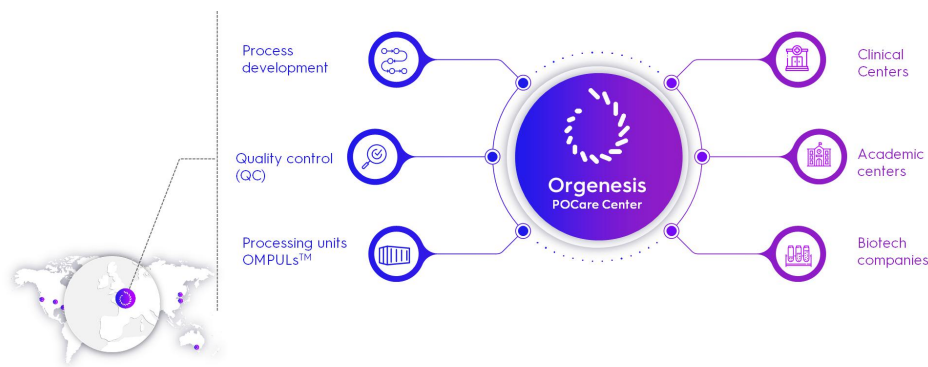 Process
development
Quality control
(QC)
Processing units
OMPULs™
Orgenesis
POCare Center
Clinical
Centers
Academic
centers
Biotech
companies